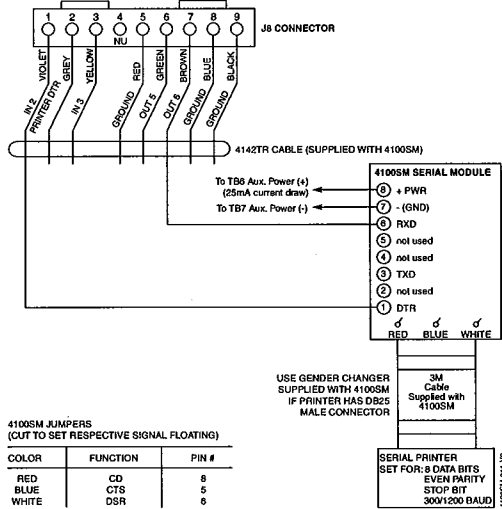 1 2 3 4 5 6 7 8 9
J8 CONNECTOR
NU
VIOLET
GREY
YELLOW
RED
GREEN
BROWN
BLUE
BLACK
IN 2
PRINTER DTR
IN 3
GROUND
OUT 5
OUT 6
GROUND
GROUND
4142TR CABLE (SUPPLIED WITH 4100SM)
4100SM SERIAL MODULE
To TB6 Aux. Power (+)
(25mA current draw)
8 + PWR
To TB7 Aux. Power (-)
7 - (GND)
6 RXD
5 not used
4 not used
3 TXD
2 not used
1 DTR
RED BLUE WHITE
USE GENDER CHANGER
SUPPLIED WITH 4100SM
IF PRINTER HAS DB25
MALE CONNECTOR
3M
Cable
Supplied with
4100SM
4100SM JUMPERS
(CUT TO SET RESPECTIVE SIGNAL FLOATING)
COLOR FUNCTION PIN #
RED CD 8
BLUE CTS 5
WHITE DSR 6
SERIAL PRINTER
SET FOR: 8 DATA BITS
EVEN PARITY
STOP BIT
300/1200 BAUD